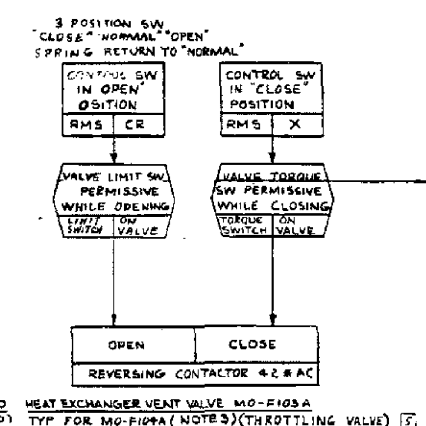 3 POSITION SW
"CLOSE" "NORMAL" "OPEN"
SPRING RETURN TO "NORMAL"
CONTROL SW
IN "OPEN"
OSITION
RMS CR
CONTROL SW
IN "CLOSE"
POSITION
RMS X
VALVE LIMIT SW
PERMISSIVE
WHILE OPENING
LIMIT SWITCH
ON VALVE
VALVE TORQUE
SW PERMISSIVE
WHILE CLOSING
TORQUE SWITCH
ON VALVE
OPEN CLOSE
REVERSING CONTACTOR 42 # AC
HEAT EXCHANGER VENT VALVE MO-F103A
TYP FOR MO-F104A (NOTE 3) (THROTTLING VALVE)